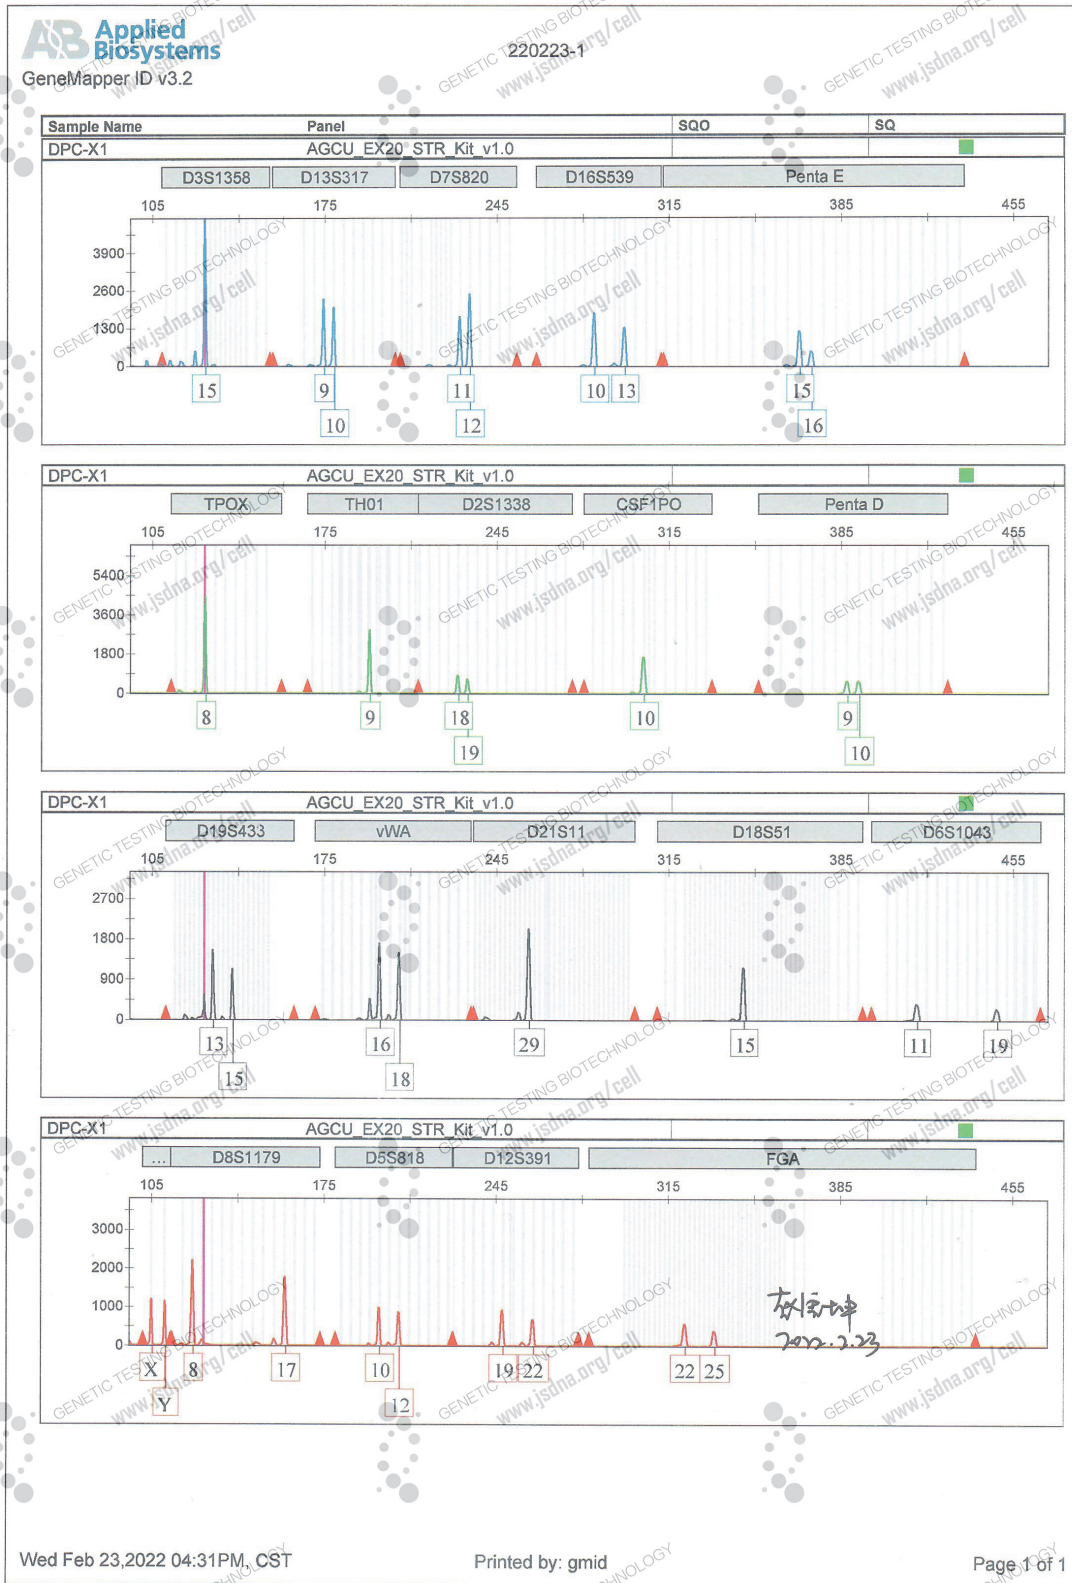 AB Applied Biosystems
220223-1
GeneMapper ID v3.2
Sample Name Panel SQO SQ
DPC-X1 AGCU_EX20_STR_Kit_v1.0
D3S1358 D13S317 D7S820 D16S539 Penta E
105 175 245 315 385 455
3900
2600
1300
0
15 9 11 10 13 15
10 12 16
DPC-X1 AGCU_EX20_STR_Kit_v1.0
TPOX TH01 D2S1338 CSF1PO Penta D
105 175 245 315 385 455
5400
3600
1800
0
8 9 18 10 9
19 10
DPC-X1 AGCU_EX20_STR_Kit_v1.0
D19S433 vWA D21S11 D18S51 D6S1043
105 175 245 315 385 455
2700
1800
900
0
13 16 29 15 11 19
15 18
DPC-X1 AGCU_EX20_STR_Kit_v1.0
... D8S1179 D5S818 D12S391 FGA
105 175 245 315 385 455
3000
2000
1000
0
2022.2.23
X 8 17 10 19 22 22 25
Y 12
Wed Feb 23,2022 04:31PM, CST Printed by: gmid Page 1 of 1
GENETIC TESTING BIOTECHNOLOGY
www.jsdna.org/cell